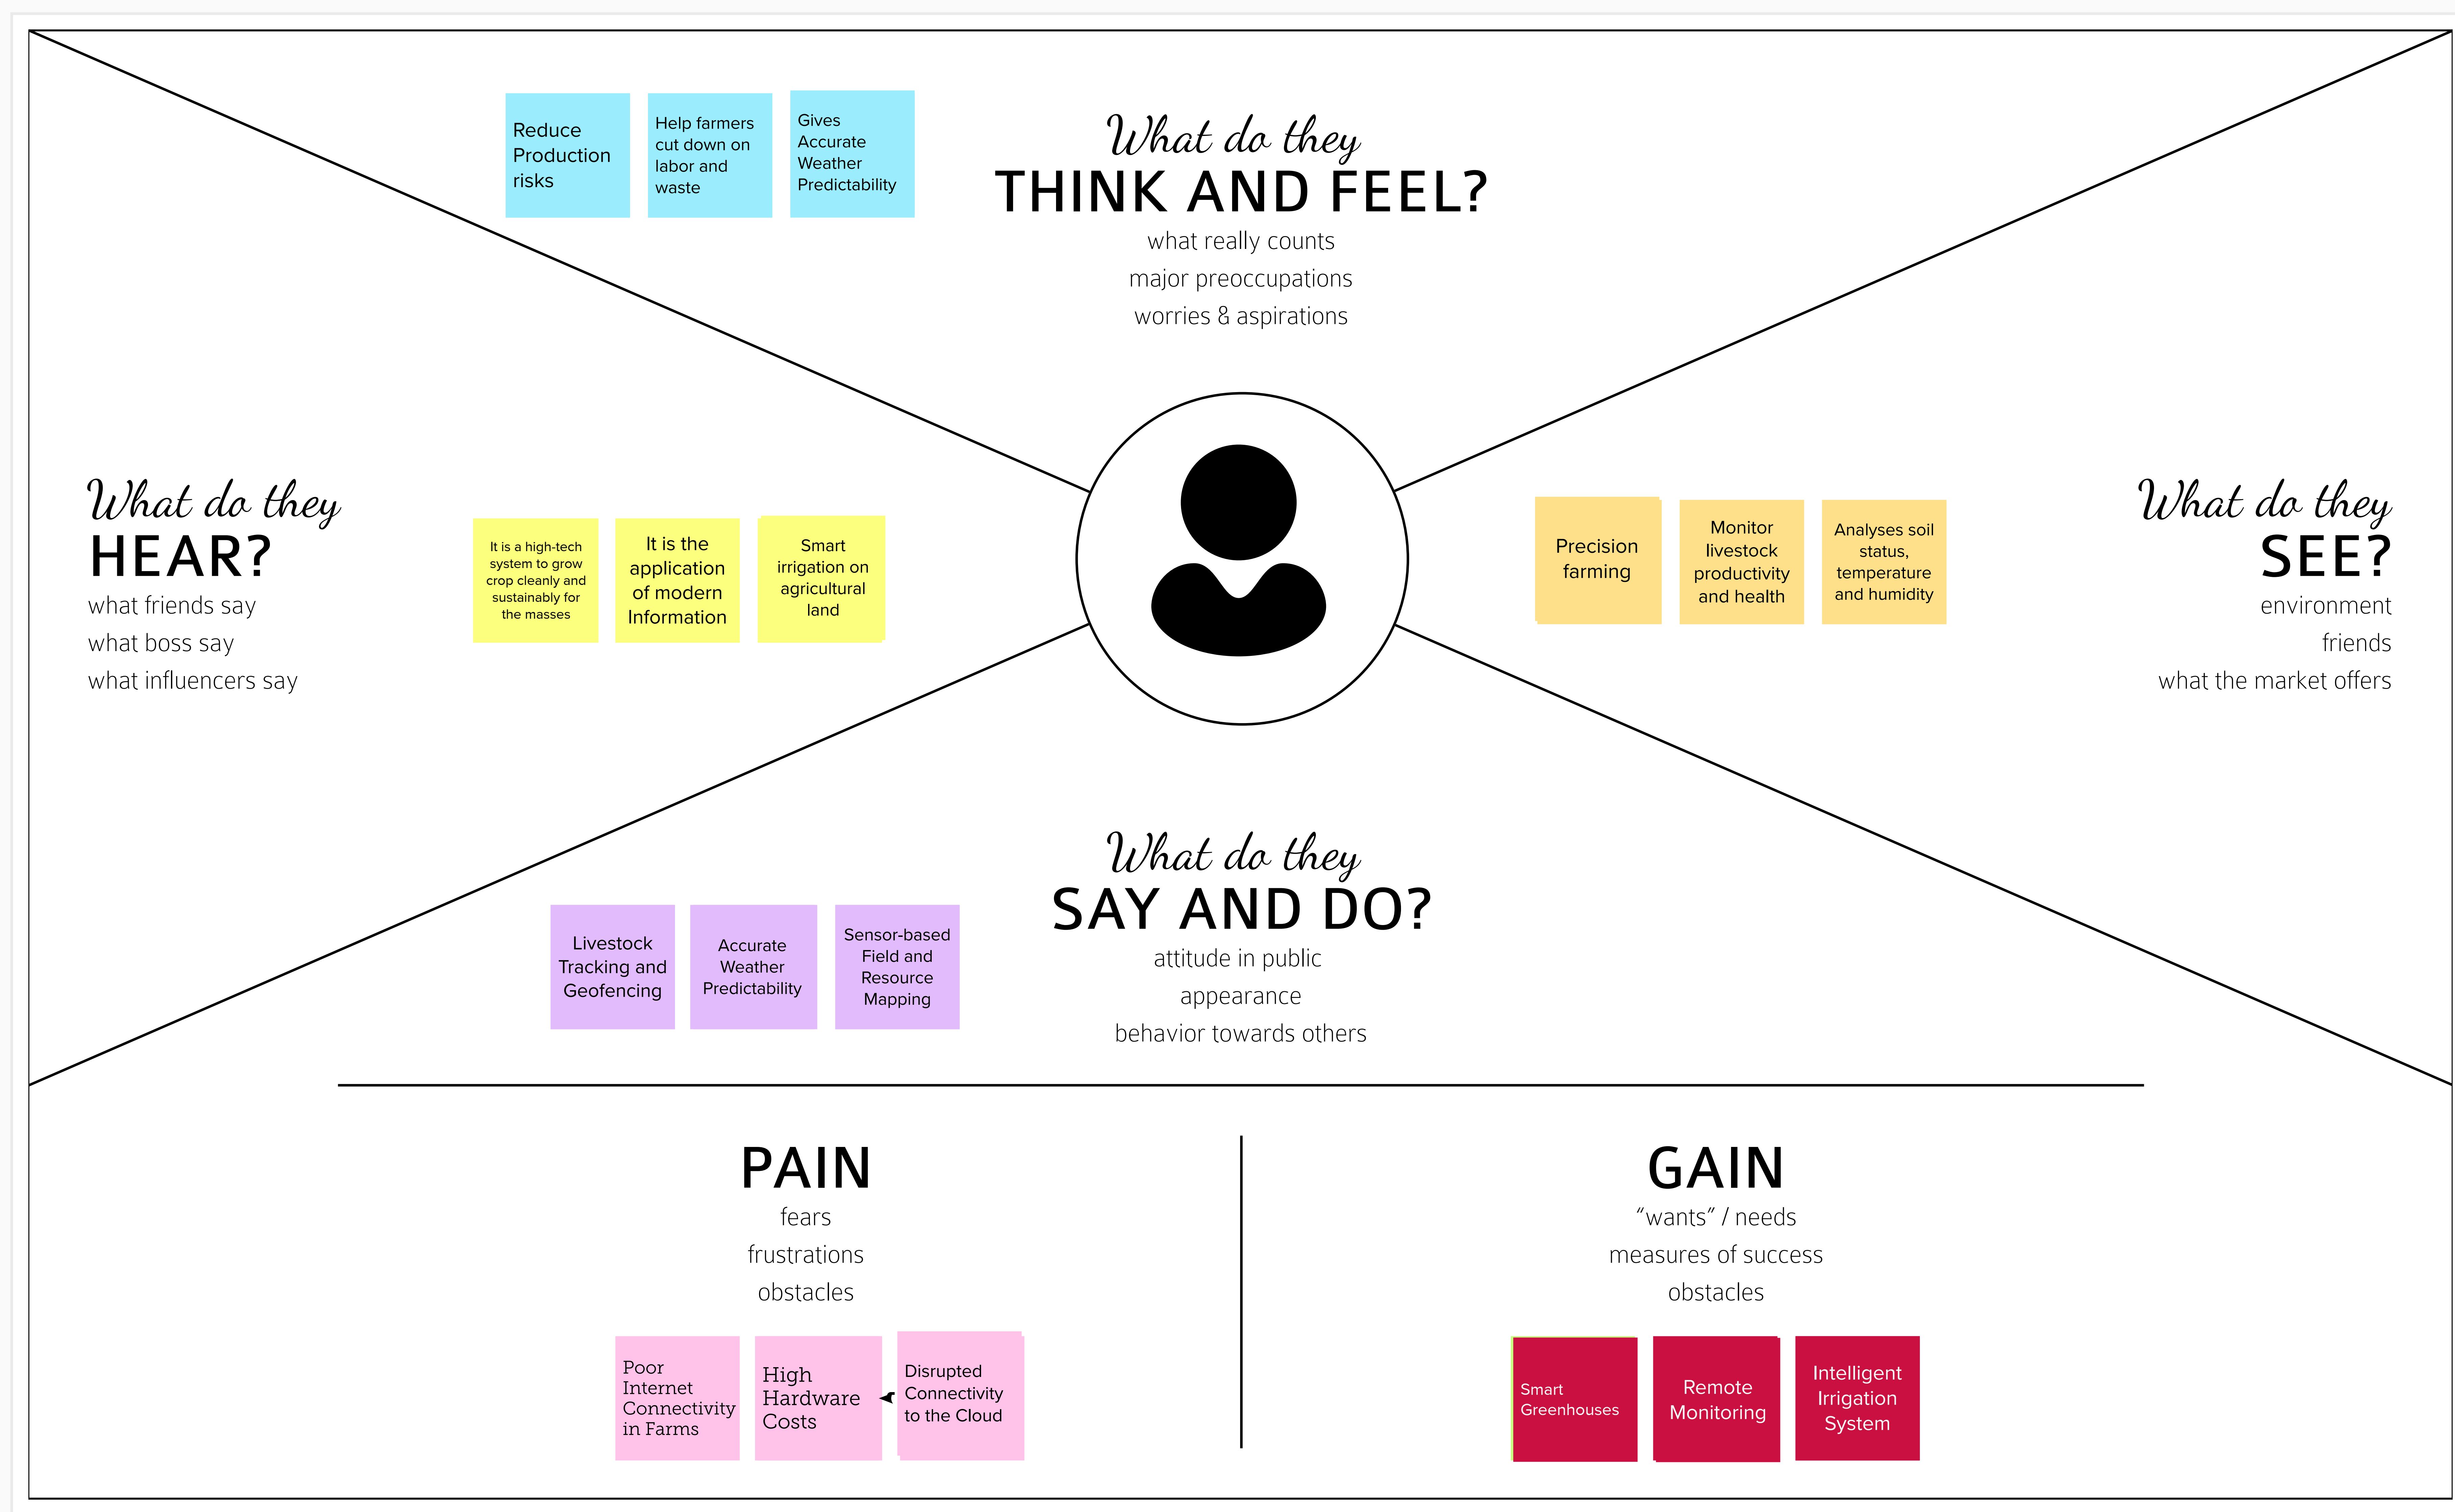 Reduce
Production
risks
Help farmers
cut down on
labor and
waste
Gives
Accurate
Weather
Predictability
What do they
THINK AND FEEL?
what really counts
major preoccupations
worries & aspirations
What do they
HEAR?
what friends say
what boss say
what influencers say
It is a high-tech
system to grow
crop cleanly and
sustainably for
the masses
It is the
application
of modern
Information
Smart
irrigation on
agricultural
land
Precision
farming
Monitor
livestock
productivity
and health
Analyses soil
status,
temperature
and humidity
What do they
SEE?
environment
friends
what the market offers
Livestock
Tracking and
Geofencing
Accurate
Weather
Predictability
Sensor-based
Field and
Resource
Mapping
What do they
SAY AND DO?
attitude in public
appearance
behavior towards others
PAIN
fears
frustrations
obstacles
Poor
Internet
Connectivity
in Farms
High
Hardware
Costs
Disrupted
Connectivity
to the Cloud
GAIN
“wants” / needs
measures of success
obstacles
Smart
Greenhouses
Remote
Monitoring
Intelligent
Irrigation
System